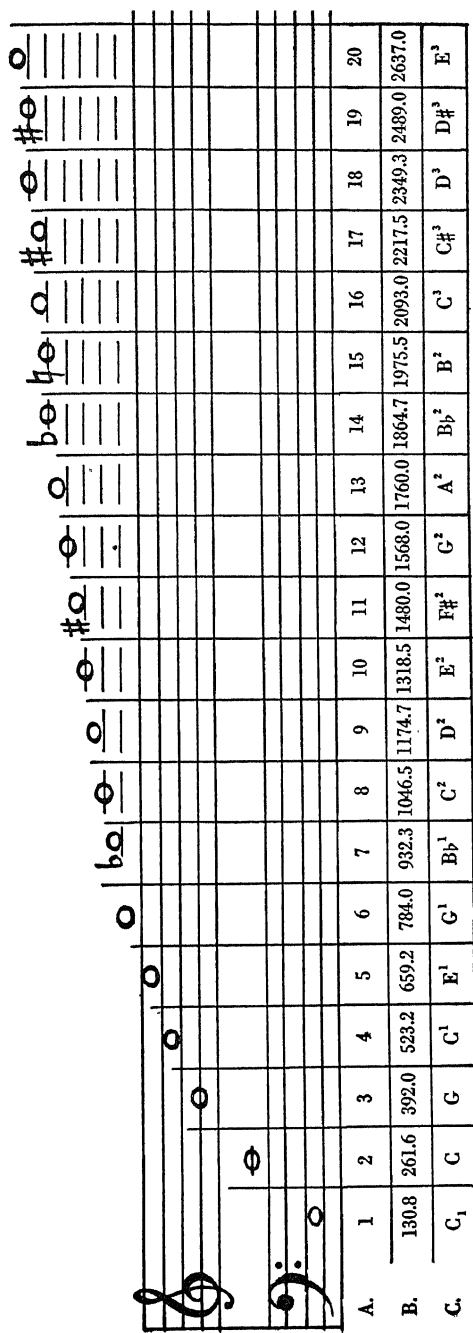 A. 1 2 3 4 5 6 7 8 9 10 11 12 13 14 15 16 17 18 19 20
B. 130.8 261.6 392.0 523.2 659.2 784.0 932.3 1046.5 1174.7 1318.5 1480.0 1568.0 1760.0 1864.7 1975.5 2093.0 2217.5 2349.3 2489.0 2637.0
C. C₁ C G C¹ E¹ G¹ B♭¹ C² D² E² F#² G² A² B♭² B² C³ C#³ D³ D#³ E³